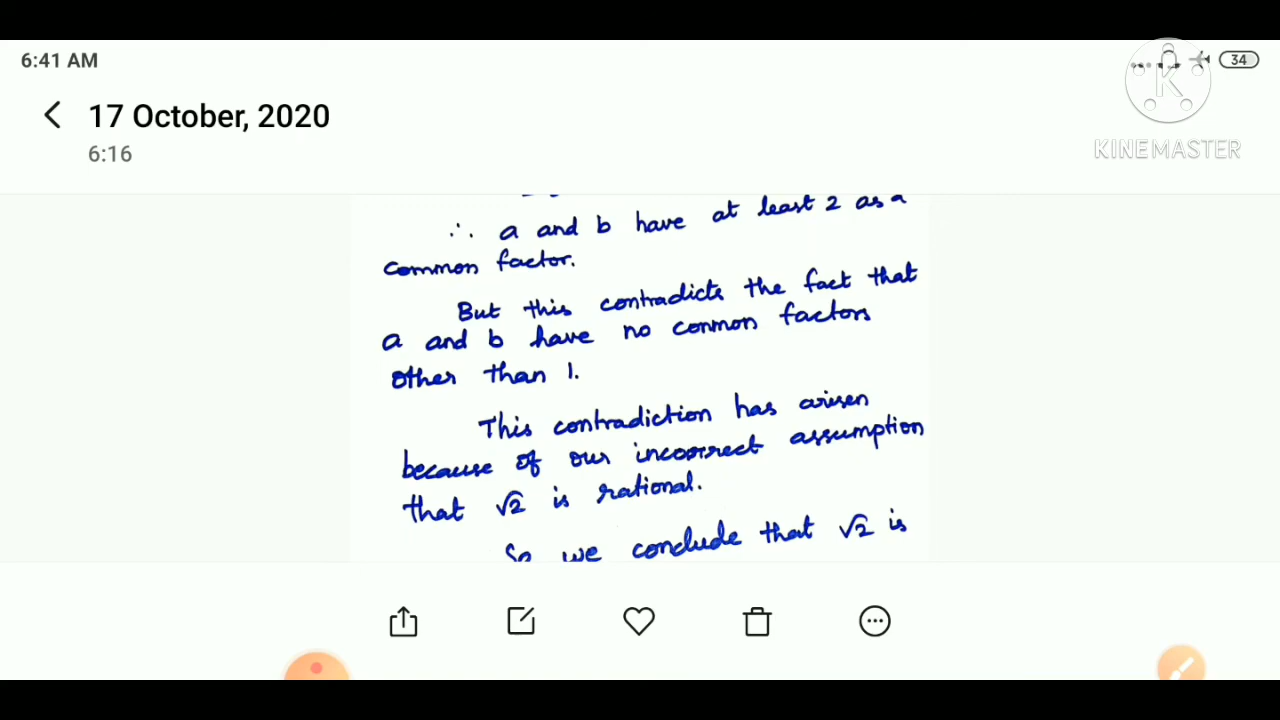 6:41 AM
34
17 October, 2020
6:16
K
KINEMASTER
∴ a and b have at least 2 as a
common factor.
But this contradicts the fact that
a and b have no common factors
other than 1.
This contradiction has arisen
because of our incorrect assumption
that √2 is rational.
So we conclude that √2 is